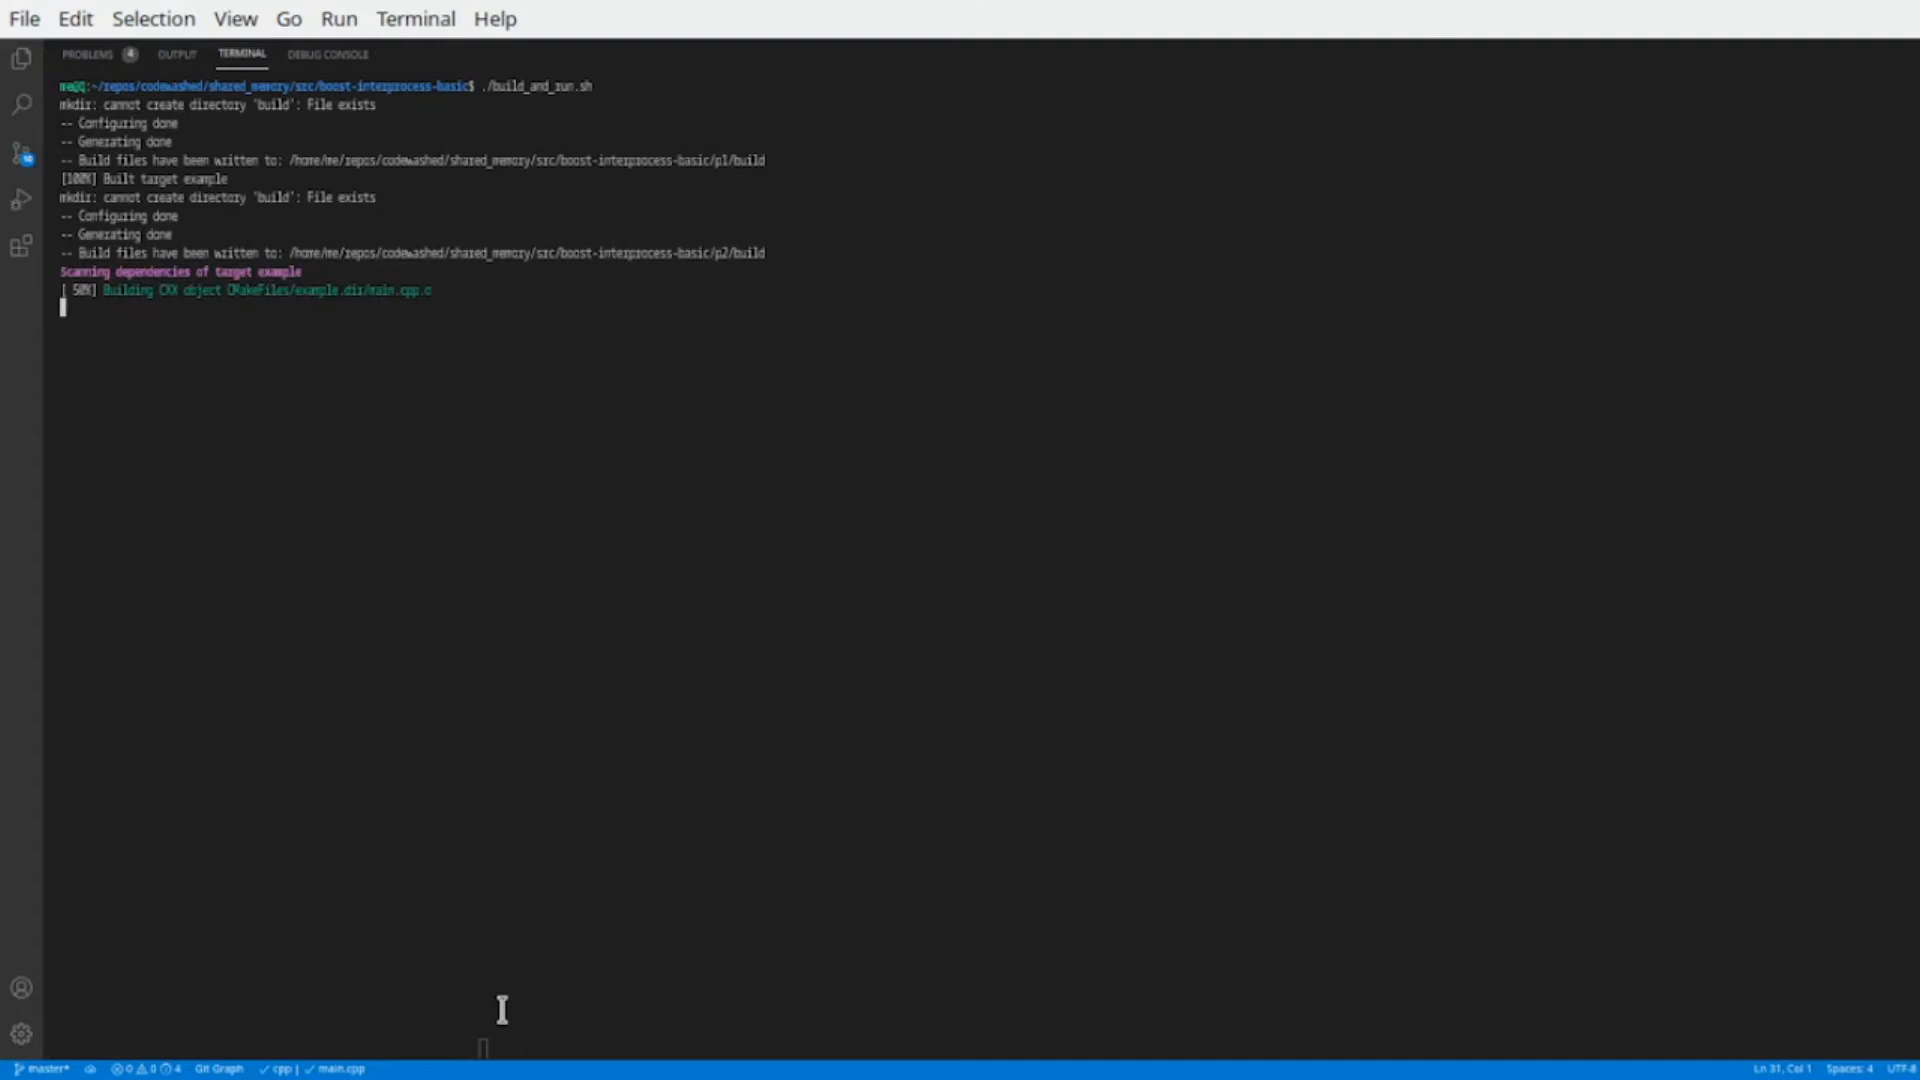 File Edit Selection View Go Run Terminal Help
PROBLEMS 4 OUTPUT TERMINAL DEBUG CONSOLE
me@Q:~/repos/codewashed/shared_memory/src/boost-interprocess-basic$ ./build_and_run.sh
mkdir: cannot create directory 'build': File exists
-- Configuring done
-- Generating done
-- Build files have been written to: /home/me/repos/codewashed/shared_memory/src/boost-interprocess-basic/p1/build
[100%] Built target example
mkdir: cannot create directory 'build': File exists
-- Configuring done
-- Generating done
-- Build files have been written to: /home/me/repos/codewashed/shared_memory/src/boost-interprocess-basic/p2/build
Scanning dependencies of target example
[ 50%] Building CXX object CMakeFiles/example.dir/main.cpp.o
master* 0 0 4 Git Graph cpp | main.cpp Ln 31, Col 1 Spaces: 4 UTF-8